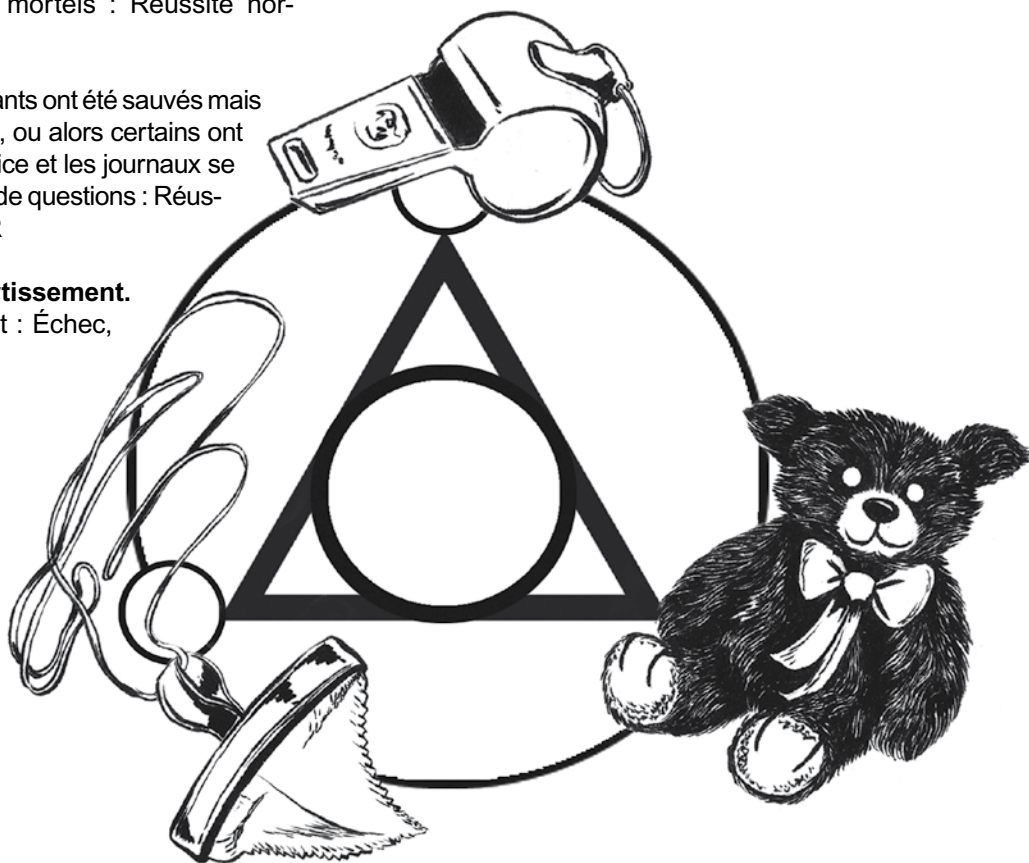 mortels : Réussite nor-
ants ont été sauvés mais
, ou alors certains ont
ice et les journaux se
de questions : Réus-
rtissement.
t : Échec,